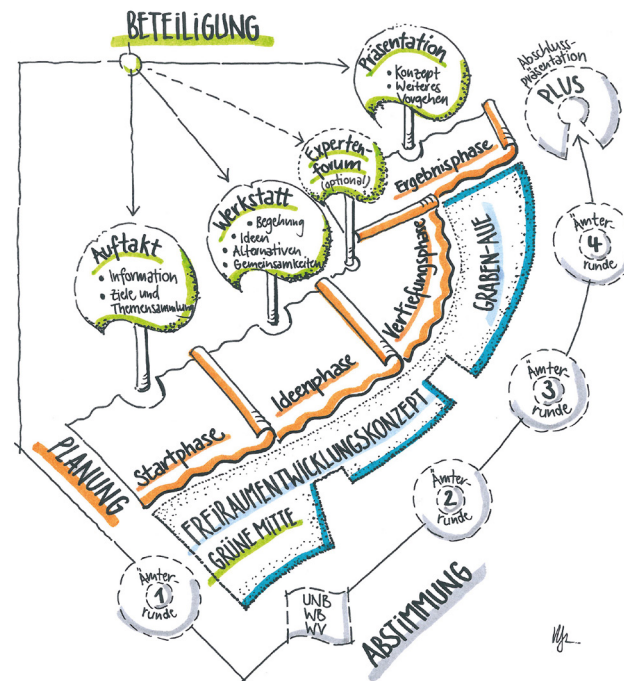 BETEILIGUNG
Präsentation
• Konzept
• Weiteres
Vorgehen
Abschluss-
präsentation
PLUS
Experten-
forum
(optional)
Ergebnisphase
Werkstatt
• Begehung
• Ideen
• Alternativen
• Gemeinsamkeiten
Auftakt
• Information
• Ziele und
Themensammlung
Ämter-
4
runde
Vertiefungsphase
GRABEN-AUE
Ideenphase
Startphase
PLANUNG
Ämter-
3
runde
FREIRAUMENTWICKLUNGSKONZEPT
GRÜNE MITTE
Ämter-
2
runde
Ämter-
1
runde
UNB
WB
WV
ABSTIMMUNG